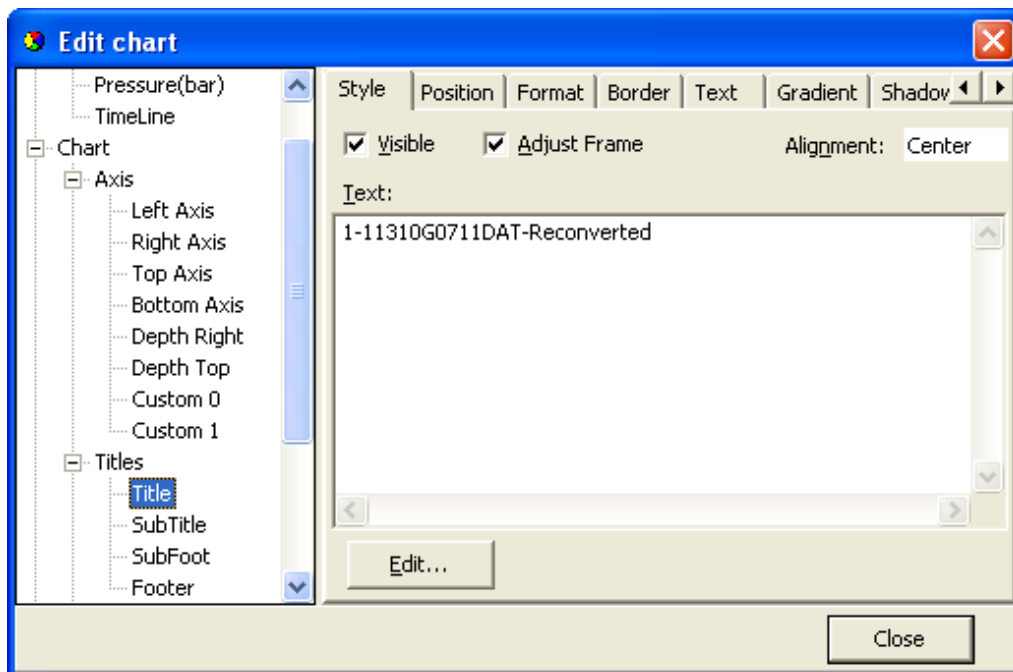 Edit chart
Pressure(bar)
TimeLine
Chart
Axis
Left Axis
Right Axis
Top Axis
Bottom Axis
Depth Right
Depth Top
Custom 0
Custom 1
Titles
Title
SubTitle
SubFoot
Footer
Style Position Format Border Text Gradient Shadov
Visible Adjust Frame Alignment: Center
Text:
1-11310G0711DAT-Reconverted
Edit...
Close